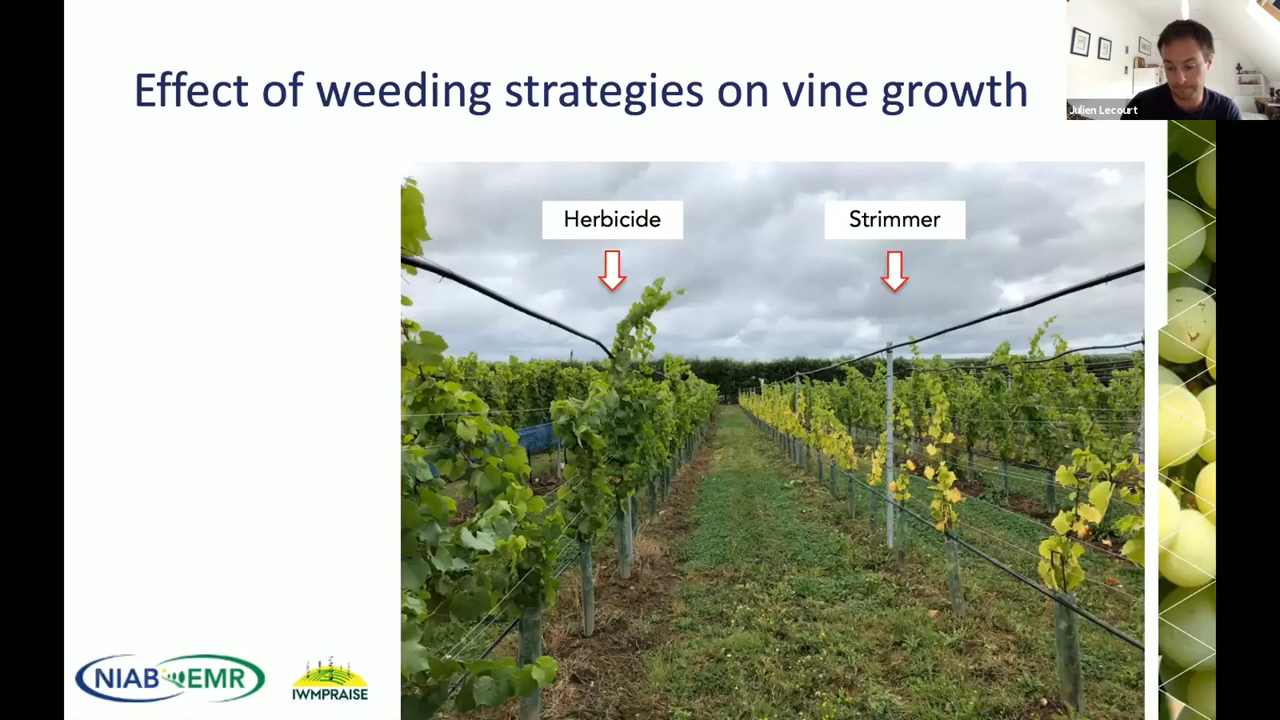 Effect of weeding strategies on vine growth
Julien Lecourt
Herbicide
Strimmer
NIAB EMR
IWMPRAISE